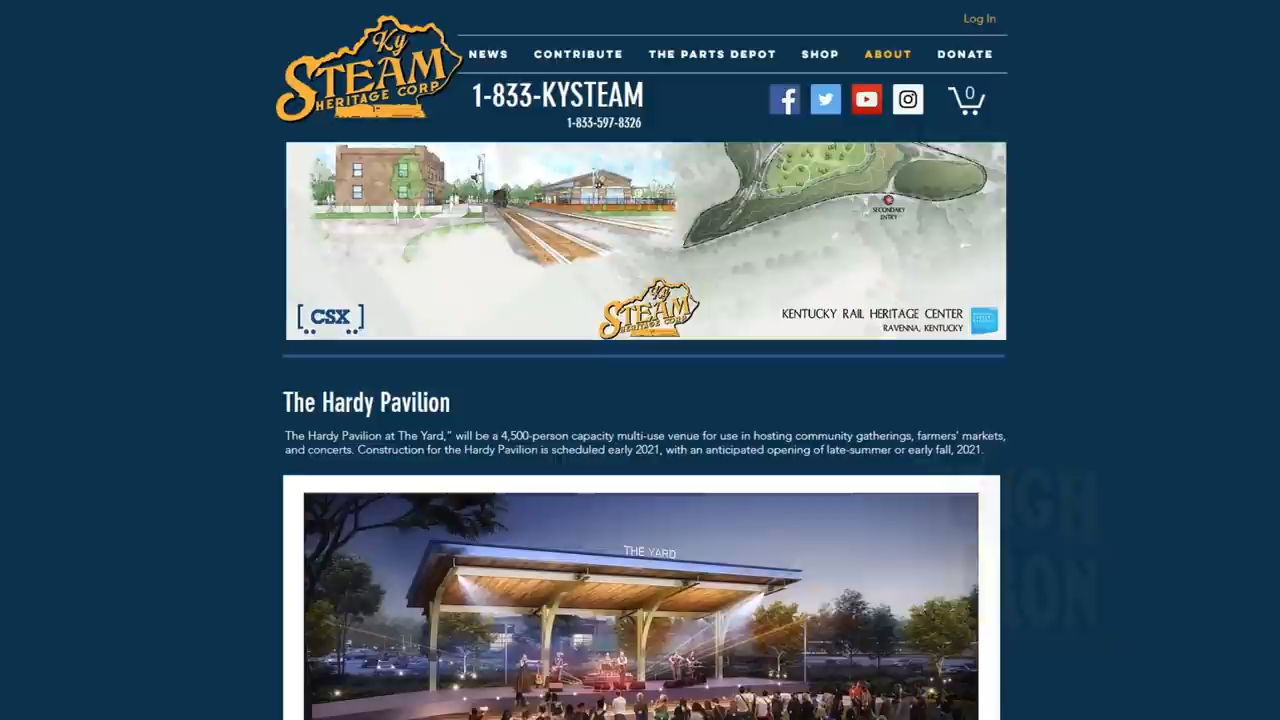 Log In
Ky
STEAM
HERITAGE CORP
NEWS CONTRIBUTE THE PARTS DEPOT SHOP ABOUT DONATE
1-833-KYSTEAM
1-833-597-8326
0
SECONDARY
ENTRY
[CSX]
Ky
STEAM
HERITAGE CORP
KENTUCKY RAIL HERITAGE CENTER
RAVENNA, KENTUCKY
The Hardy Pavilion
The Hardy Pavilion at The Yard,” will be a 4,500-person capacity multi-use venue for use in hosting community gatherings, farmers’ markets,
and concerts. Construction for the Hardy Pavilion is scheduled early 2021, with an anticipated opening of late-summer or early fall, 2021.
THE YARD